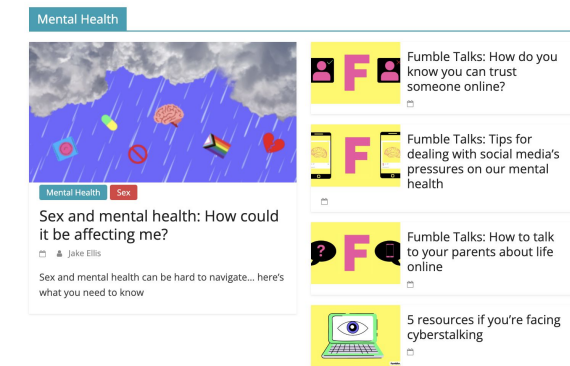 Mental Health
Mental Health
Sex
Sex and mental health: How could
it be affecting me?
Jake Ellis
Sex and mental health can be hard to navigate... here's
what you need to know
F
Fumble Talks: How do you
know you can trust
someone online?
F
Fumble Talks: Tips for
dealing with social media's
pressures on our mental
health
?
F
Fumble Talks: How to talk
to your parents about life
online
5 resources if you're facing
cyberstalking